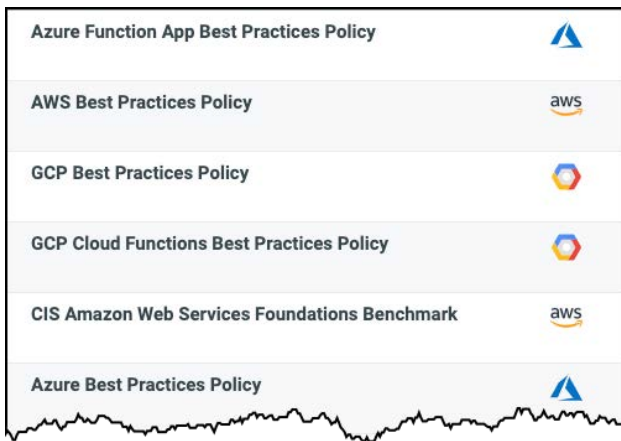 Azure Function App Best Practices Policy
AWS Best Practices Policy
aws
GCP Best Practices Policy
GCP Cloud Functions Best Practices Policy
CIS Amazon Web Services Foundations Benchmark
aws
Azure Best Practices Policy